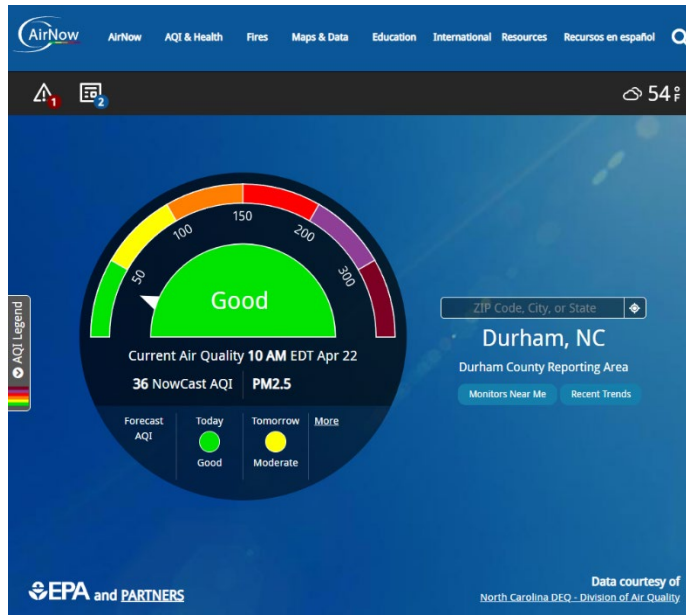 AirNow
AirNow AQI & Health Fires Maps & Data Education International Resources Recursos en español
1 2 54 °F
50 100 150 200 300
Good
Current Air Quality 10 AM EDT Apr 22
36 NowCast AQI PM2.5
Forecast AQI
Today
Good
Tomorrow
Moderate
More
AQI Legend
ZIP Code, City, or State
Durham, NC
Durham County Reporting Area
Monitors Near Me Recent Trends
EPA and PARTNERS
Data courtesy of
North Carolina DEQ - Division of Air Quality